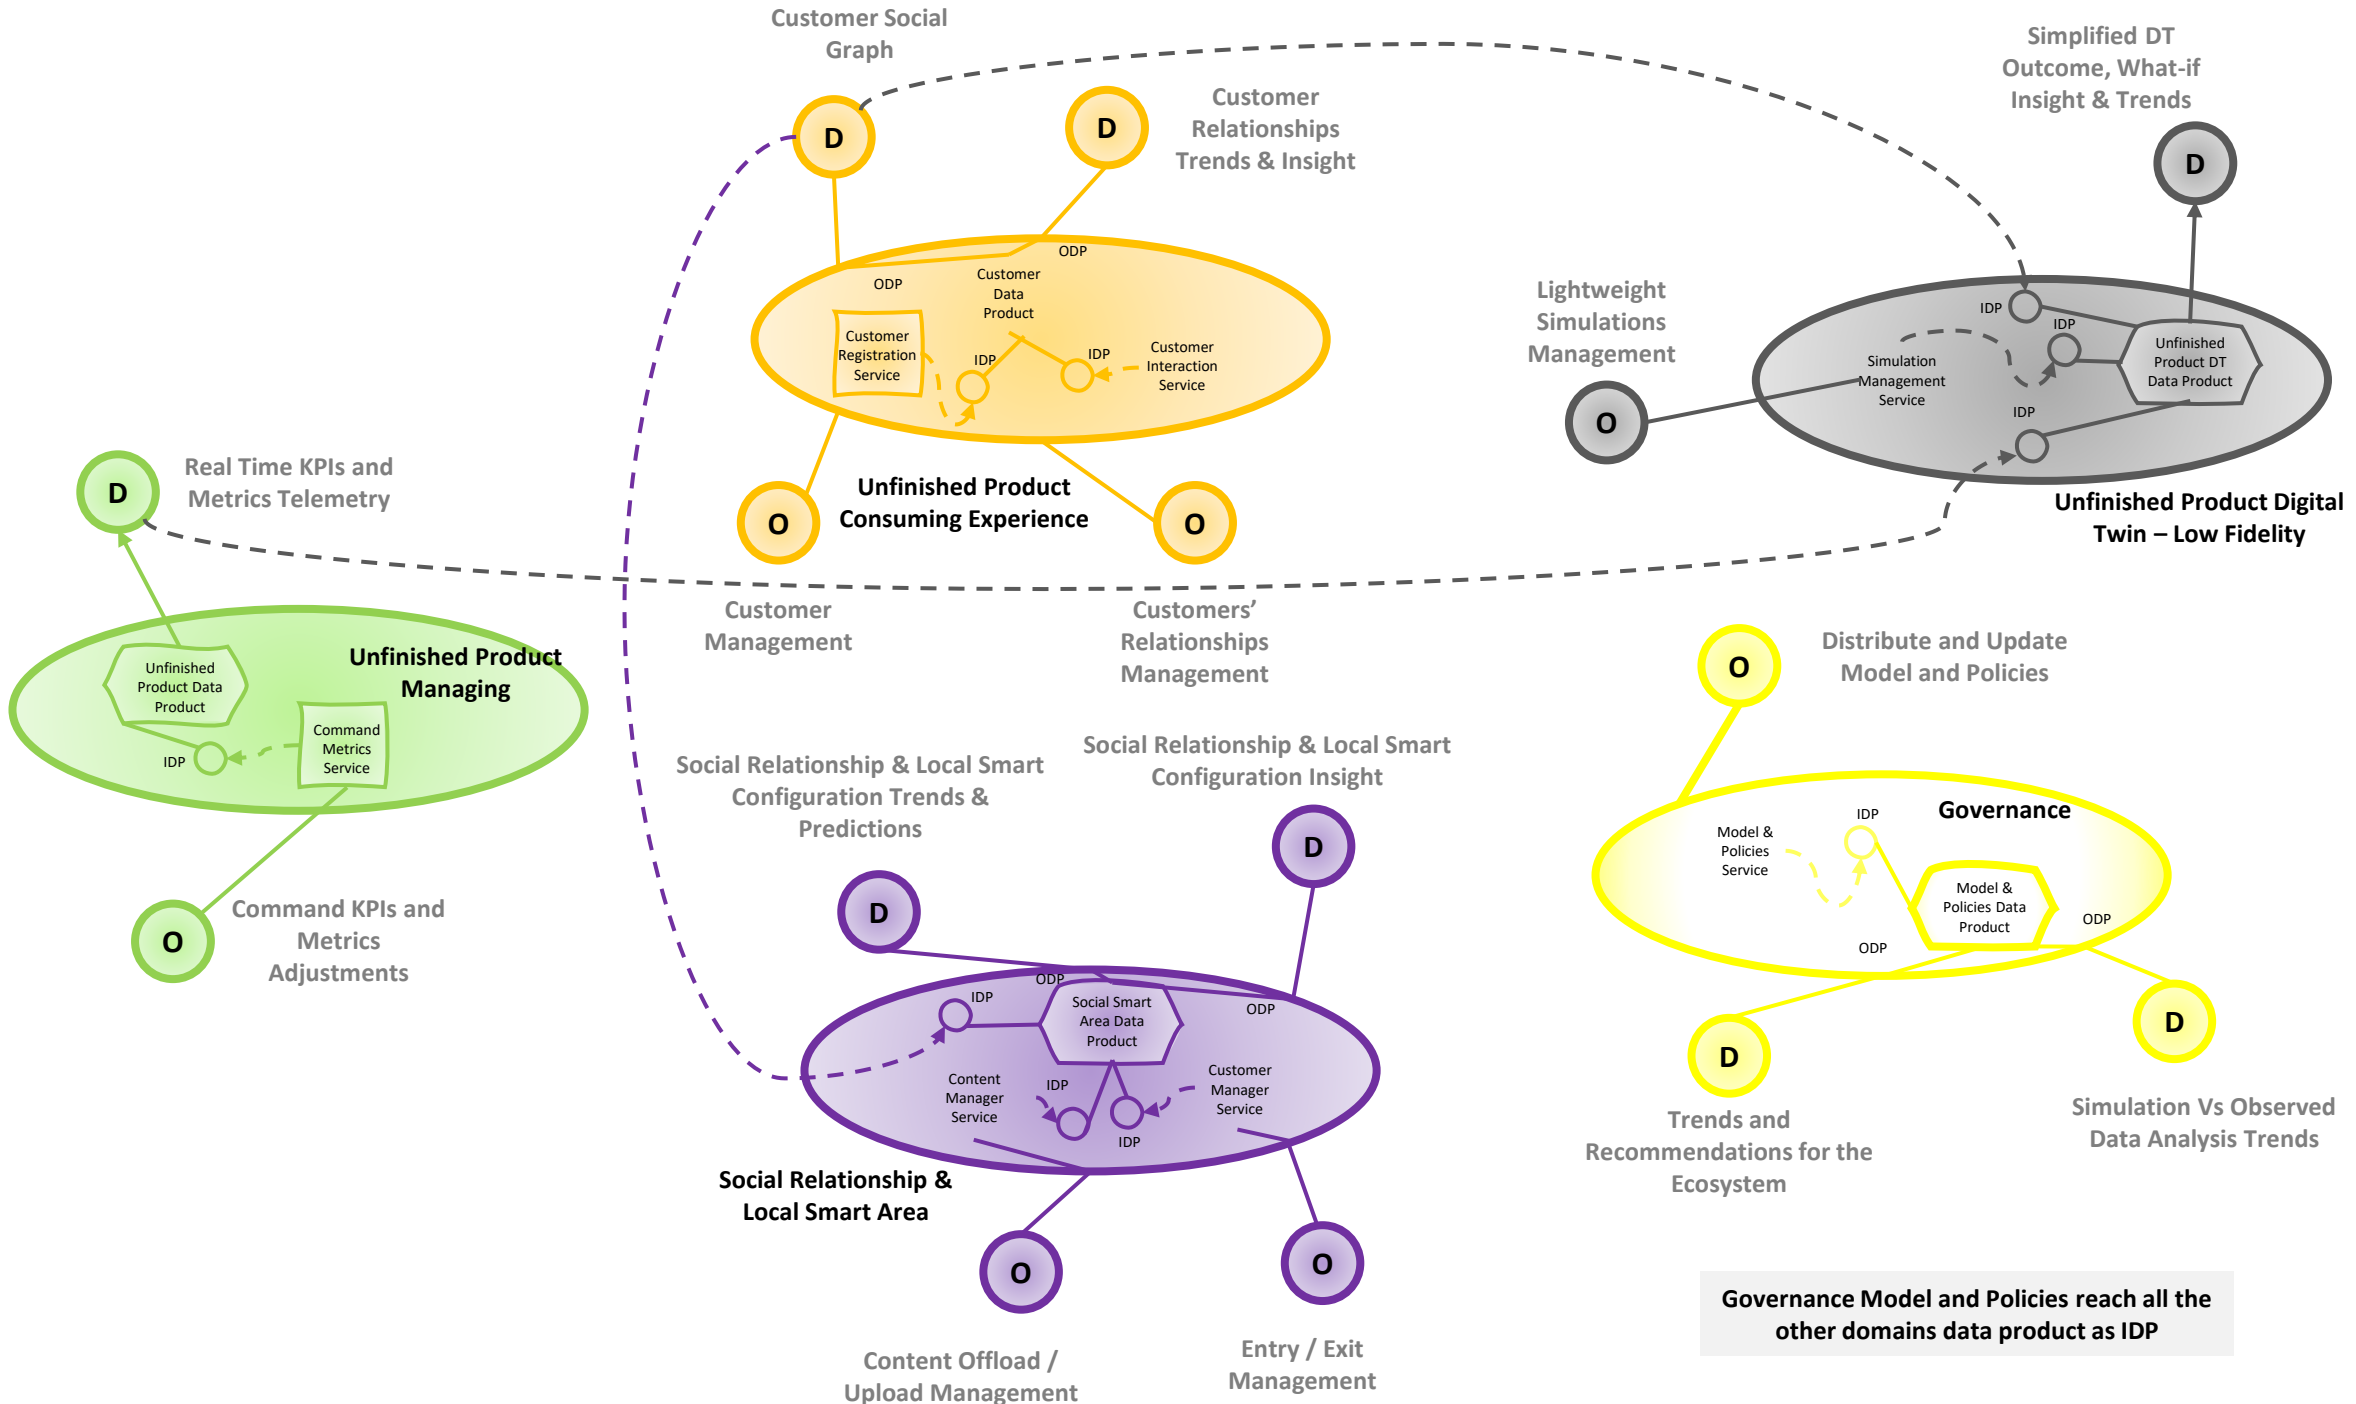 Customer Social
Graph
D
D
Customer
Relationships
Trends & Insight
ODP
ODP
Customer
Data
Product
Customer
Registration
Service
IDP
IDP
Customer
Interaction
Service
Unfinished Product
Consuming Experience
O
O
Customer
Management
Customers’
Relationships
Management
Simplified DT
Outcome, What-if
Insight & Trends
D
Lightweight
Simulations
Management
O
IDP
IDP
Simulation
Management
Service
Unfinished
Product DT
Data Product
IDP
Unfinished Product Digital
Twin – Low Fidelity
D
Real Time KPIs and
Metrics Telemetry
Unfinished Product
Managing
Unfinished
Product Data
Product
IDP
Command
Metrics
Service
O
Command KPIs and
Metrics
Adjustments
Social Relationship & Local Smart
Configuration Trends &
Predictions
Social Relationship & Local Smart
Configuration Insight
D
D
ODP
IDP
Social Smart
Area Data
Product
ODP
Content
Manager
Service
IDP
IDP
Customer
Manager
Service
Social Relationship &
Local Smart Area
O
O
Content Offload /
Upload Management
Entry / Exit
Management
O
Distribute and Update
Model and Policies
Governance
IDP
Model &
Policies
Service
Model &
Policies Data
Product
ODP
ODP
D
D
Trends and
Recommendations for the
Ecosystem
Simulation Vs Observed
Data Analysis Trends
Governance Model and Policies reach all the
other domains data product as IDP